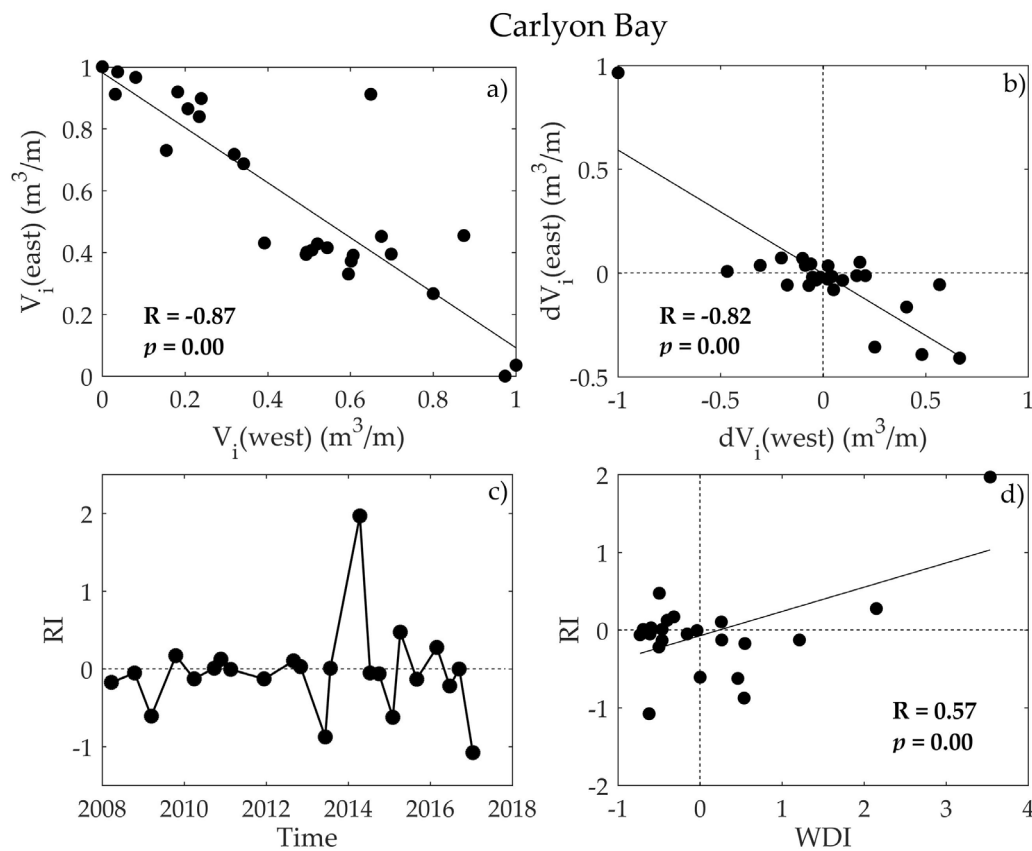 Carlyon Bay
a)
1
0.8
0.6
0.4
0.2
0
V_i(east) (m³/m)
R = -0.87
p = 0.00
0 0.2 0.4 0.6 0.8 1
V_i(west) (m³/m)
b)
1
0.5
0
-0.5
dV_i(east) (m³/m)
R = -0.82
p = 0.00
-1 -0.5 0 0.5 1
dV_i(west) (m³/m)
c)
2
1
0
-1
RI
2008 2010 2012 2014 2016 2018
Time
d)
2
1
0
-1
-2
RI
R = 0.57
p = 0.00
-1 0 1 2 3 4
WDI